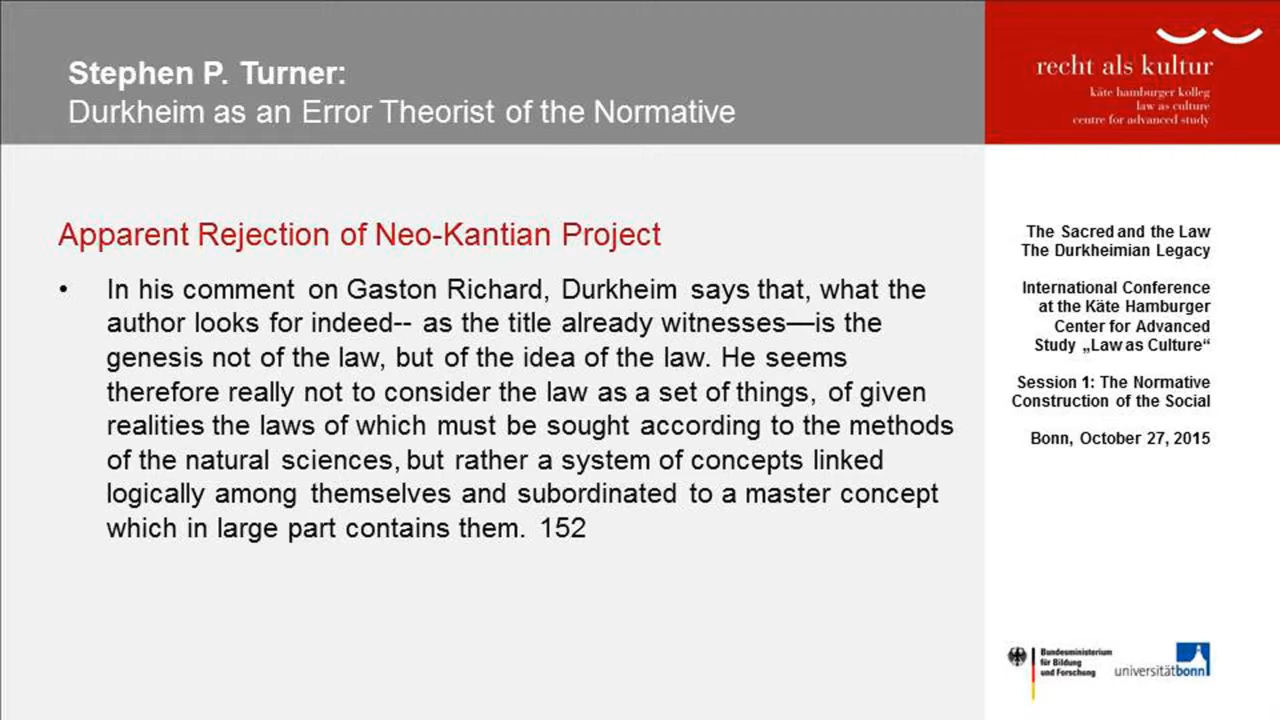 Stephen P. Turner:
Durkheim as an Error Theorist of the Normative
recht als kultur
käte hamburger kolleg
law as culture
centre for advanced study
Apparent Rejection of Neo-Kantian Project
• In his comment on Gaston Richard, Durkheim says that, what the
author looks for indeed-- as the title already witnesses—is the
genesis not of the law, but of the idea of the law. He seems
therefore really not to consider the law as a set of things, of given
realities the laws of which must be sought according to the methods
of the natural sciences, but rather a system of concepts linked
logically among themselves and subordinated to a master concept
which in large part contains them. 152
The Sacred and the Law
The Durkheimian Legacy
International Conference
at the Käte Hamburger
Center for Advanced
Study „Law as Culture“
Session 1: The Normative
Construction of the Social
Bonn, October 27, 2015
Bundesministerium
für Bildung
und Forschung
universitätbonn